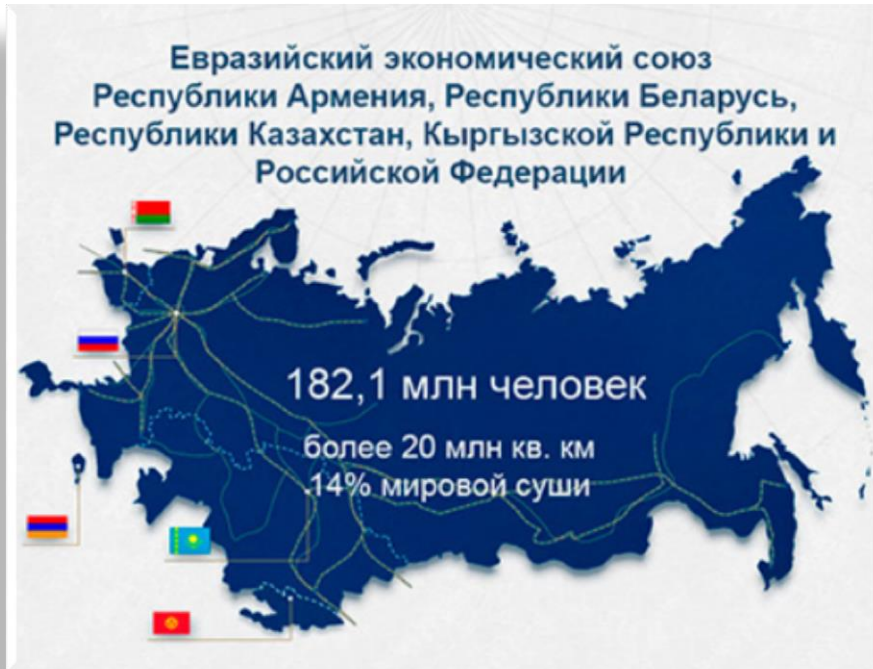 Евразийский экономический союз
Республики Армения, Республики Беларусь,
Республики Казахстан, Кыргызской Республики и
Российской Федерации
182,1 млн человек
более 20 млн кв. км
14% мировой суши